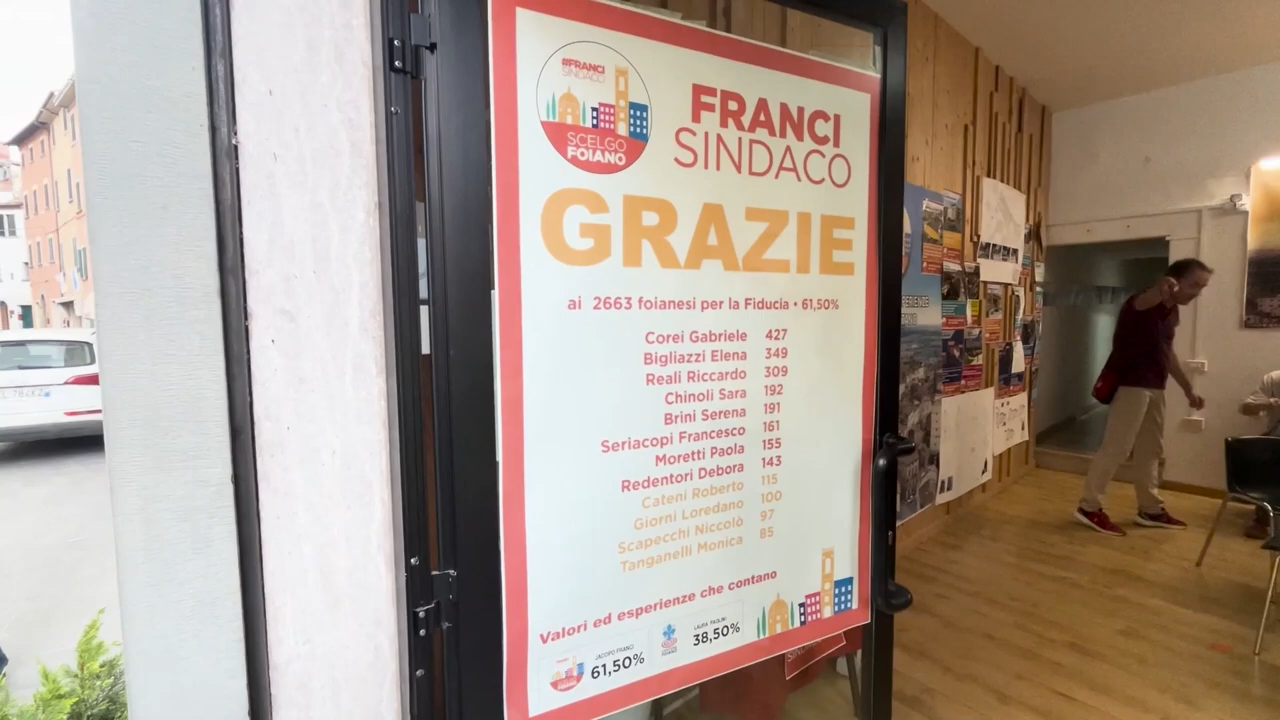 #FRANCI
SINDACO
SCELGO
FOIANO
FRANCI
SINDACO
GRAZIE
ai 2663 foianesi per la Fiducia • 61,50%
Corei Gabriele 427
Bigliazzi Elena 349
Reali Riccardo 309
Chinoli Sara 192
Brini Serena 191
Seriacopi Francesco 161
Moretti Paola 155
Redentori Debora 143
Cateni Roberto 115
Giorni Loredano 100
Scapecchi Niccolò 97
Tanganelli Monica 85
Valori ed esperienze che contano
JACOPO FRANCI
61,50%
LAURA PAOLINI
38,50%